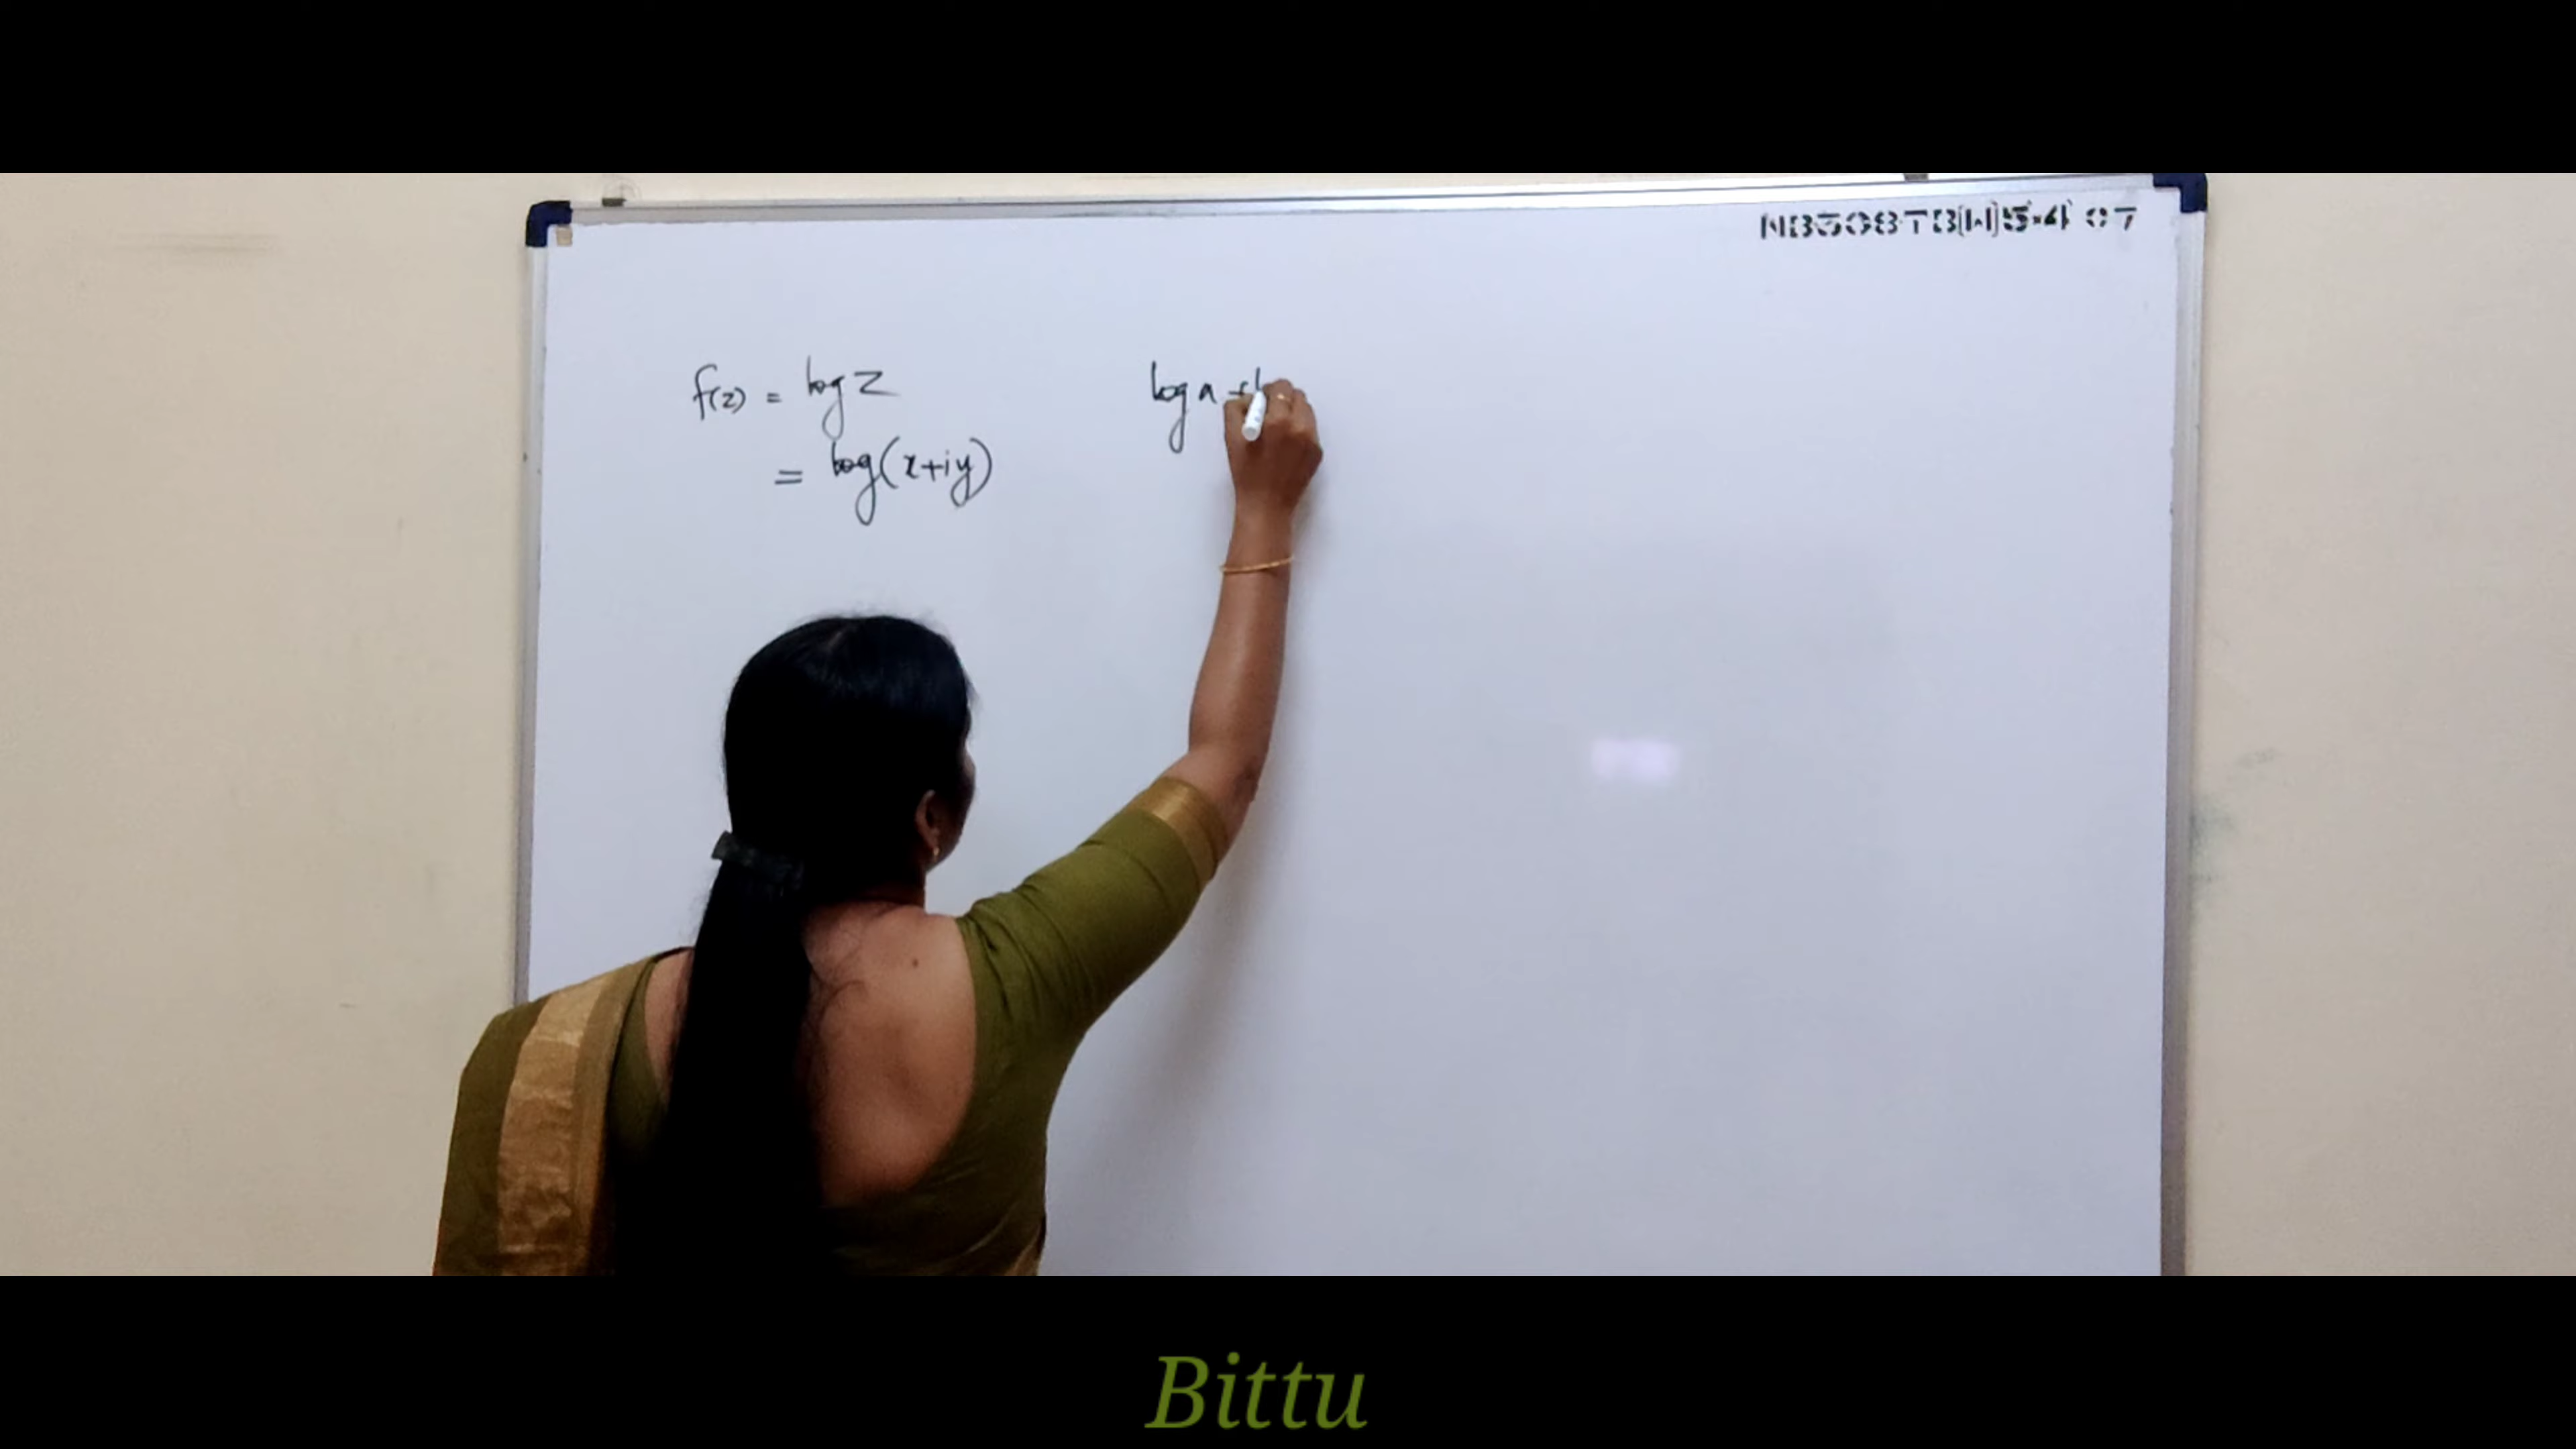 f(z) = log z
= log(x+iy)
log a +
Bittu